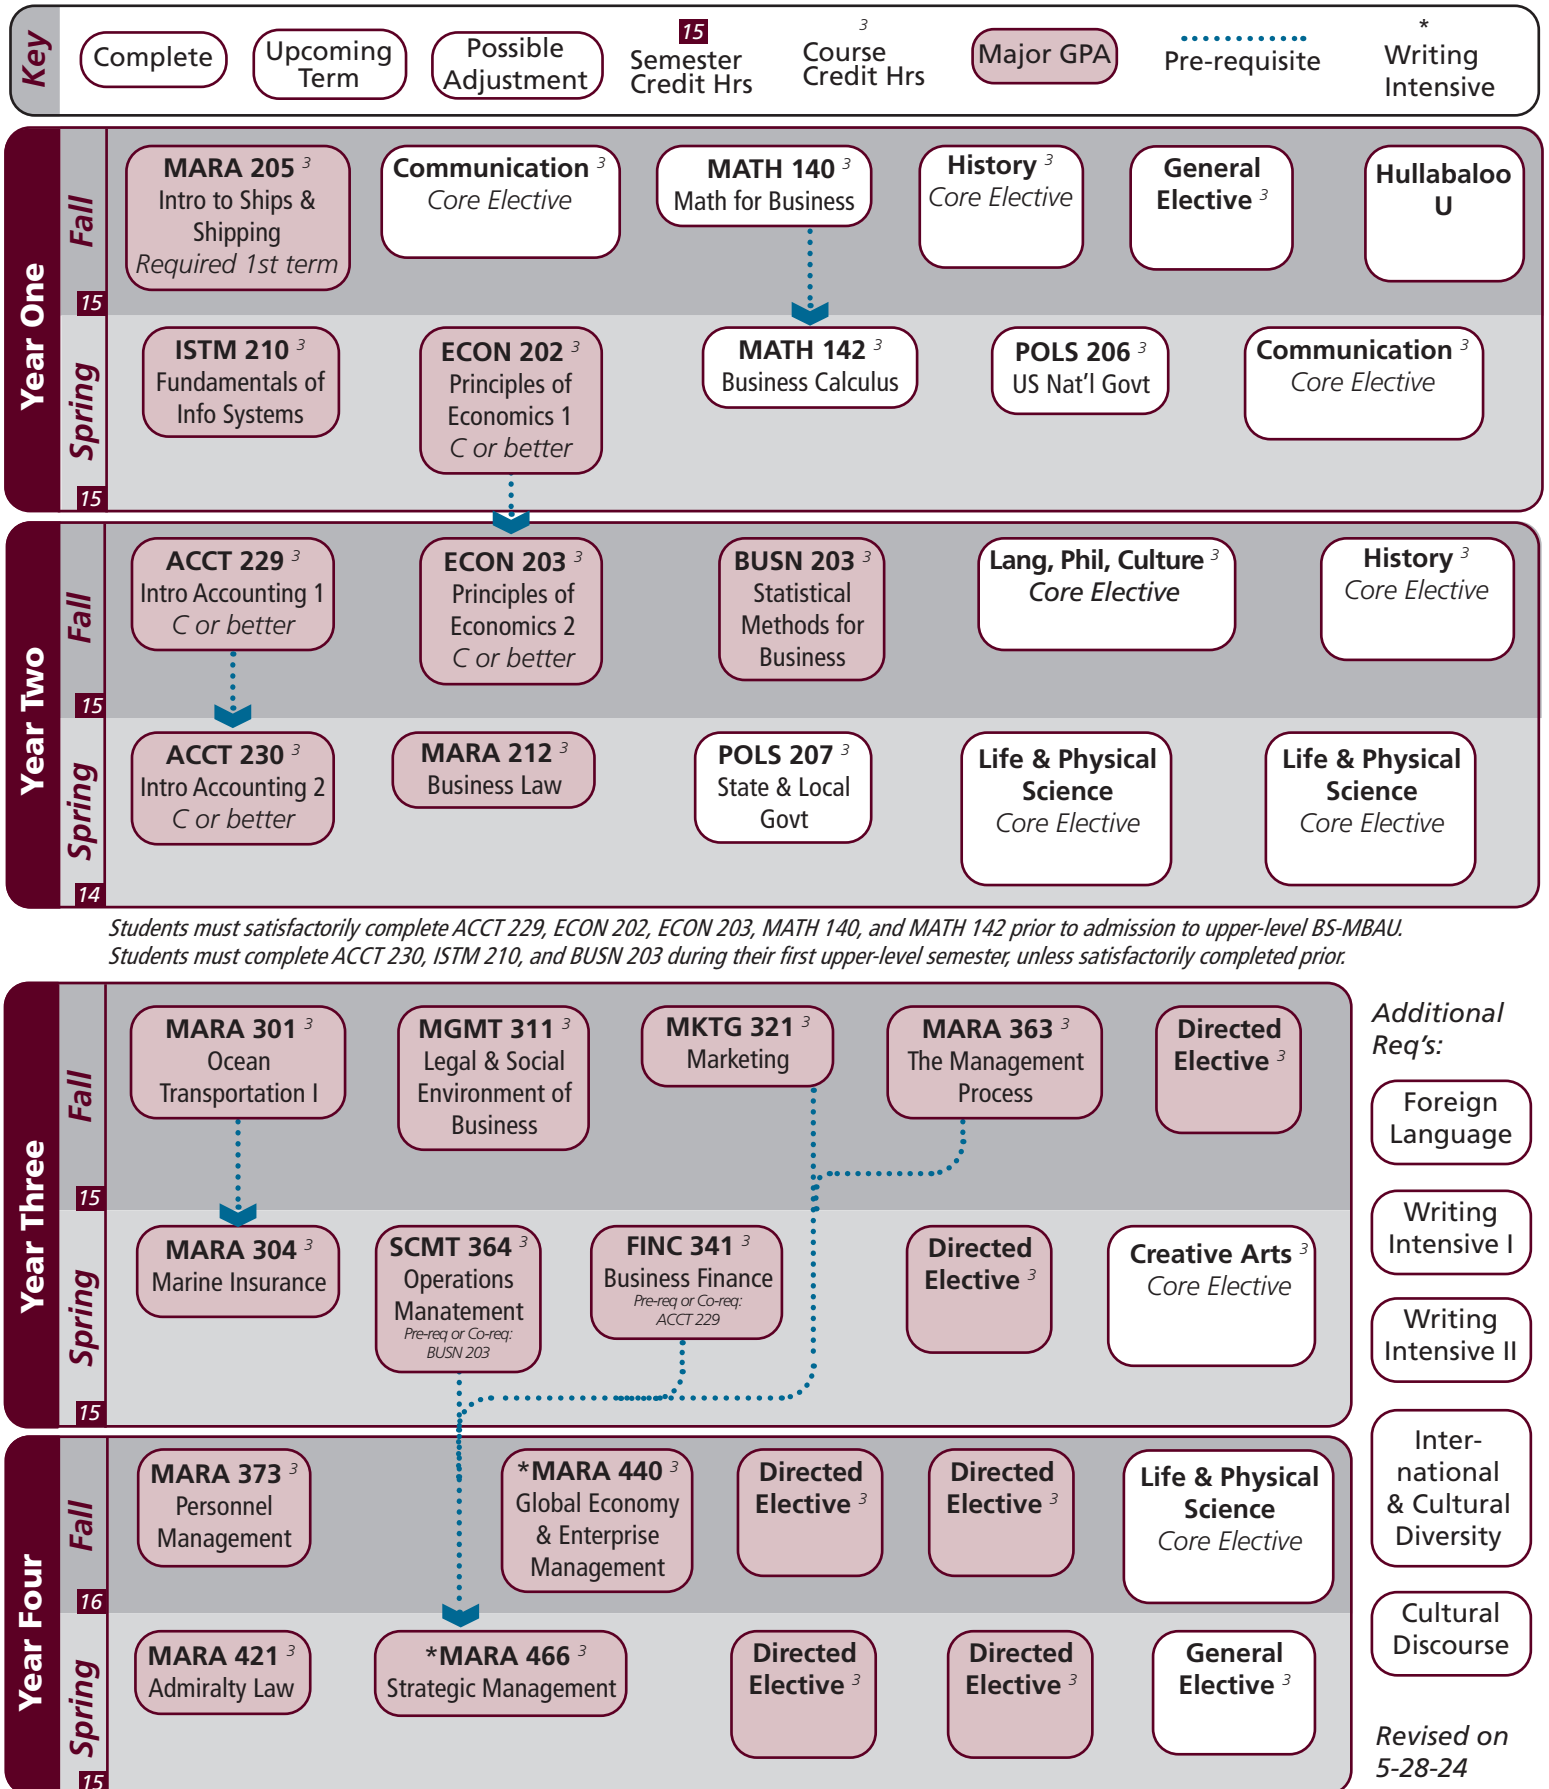 Key
Complete
Upcoming
Term
Possible
Adjustment
15
Semester
Credit Hrs
3
Course
Credit Hrs
Major GPA
Pre-requisite
*
Writing
Intensive
Year One
Fall
15
MARA 205 3
Intro to Ships &
Shipping
Required 1st term
Communication 3
Core Elective
MATH 140 3
Math for Business
History 3
Core Elective
General
Elective 3
Hullabaloo
U
Spring
15
ISTM 210 3
Fundamentals of
Info Systems
ECON 202 3
Principles of
Economics 1
C or better
MATH 142 3
Business Calculus
POLS 206 3
US Nat'l Govt
Communication 3
Core Elective
Year Two
Fall
15
ACCT 229 3
Intro Accounting 1
C or better
ECON 203 3
Principles of
Economics 2
C or better
BUSN 203 3
Statistical
Methods for
Business
Lang, Phil, Culture 3
Core Elective
History 3
Core Elective
Spring
14
ACCT 230 3
Intro Accounting 2
C or better
MARA 212 3
Business Law
POLS 207 3
State & Local
Govt
Life & Physical
Science
Core Elective
Life & Physical
Science
Core Elective
Students must satisfactorily complete ACCT 229, ECON 202, ECON 203, MATH 140, and MATH 142 prior to admission to upper-level BS-MBAU.
Students must complete ACCT 230, ISTM 210, and BUSN 203 during their first upper-level semester, unless satisfactorily completed prior.
Year Three
Fall
15
MARA 301 3
Ocean
Transportation I
MGMT 311 3
Legal & Social
Environment of
Business
MKTG 321 3
Marketing
MARA 363 3
The Management
Process
Directed
Elective 3
Spring
15
MARA 304 3
Marine Insurance
SCMT 364 3
Operations
Manatement
Pre-req or Co-req:
BUSN 203
FINC 341 3
Business Finance
Pre-req or Co-req:
ACCT 229
Directed
Elective 3
Creative Arts 3
Core Elective
Year Four
Fall
16
MARA 373 3
Personnel
Management
*MARA 440 3
Global Economy
& Enterprise
Management
Directed
Elective 3
Directed
Elective 3
Life & Physical
Science
Core Elective
Spring
15
MARA 421 3
Admiralty Law
*MARA 466 3
Strategic Management
Directed
Elective 3
Directed
Elective 3
General
Elective 3
Additional
Req's:
Foreign
Language
Writing
Intensive I
Writing
Intensive II
Inter-
national
& Cultural
Diversity
Cultural
Discourse
Revised on
5-28-24